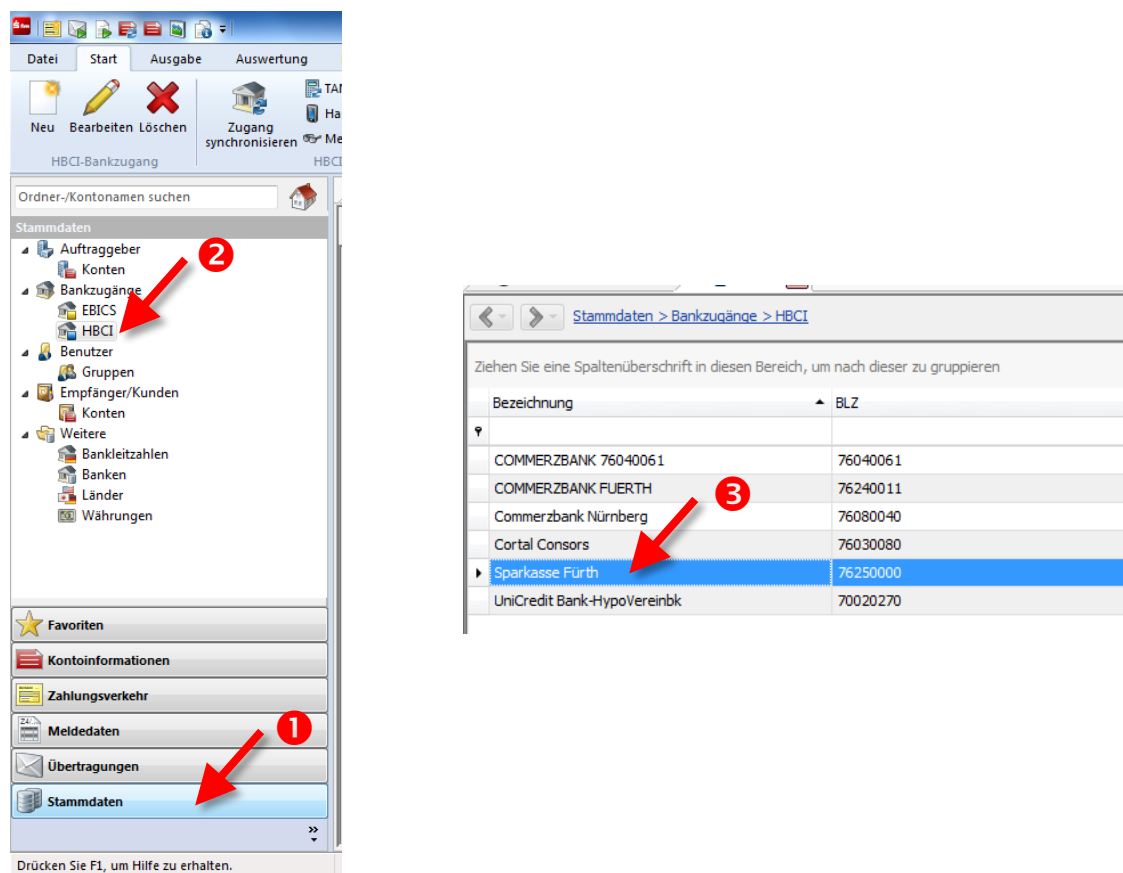 Datei Start Ausgabe Auswertung
Neu Bearbeiten Löschen Zugang synchronisieren
HBCI-Bankzugang HBCI
Ordner-/Kontonamen suchen
Stammdaten
Auftraggeber
Konten
Bankzugänge
EBICS
HBCI
Benutzer
Gruppen
Empfänger/Kunden
Konten
Weitere
Bankleitzahlen
Banken
Länder
Währungen
2
Favoriten
Kontoinformationen
Zahlungsverkehr
Meldedaten
1
Übertragungen
Stammdaten
Drücken Sie F1, um Hilfe zu erhalten.
Stammdaten > Bankzugänge > HBCI
Ziehen Sie eine Spaltenüberschrift in diesen Bereich, um nach dieser zu gruppieren
Bezeichnung BLZ
COMMERZBANK 76040061 76040061
COMMERZBANK FUERTH 76240011
3
Commerzbank Nürnberg 76080040
Cortal Consors 76030080
Sparkasse Fürth 76250000
UniCredit Bank-HypoVereinbk 70020270